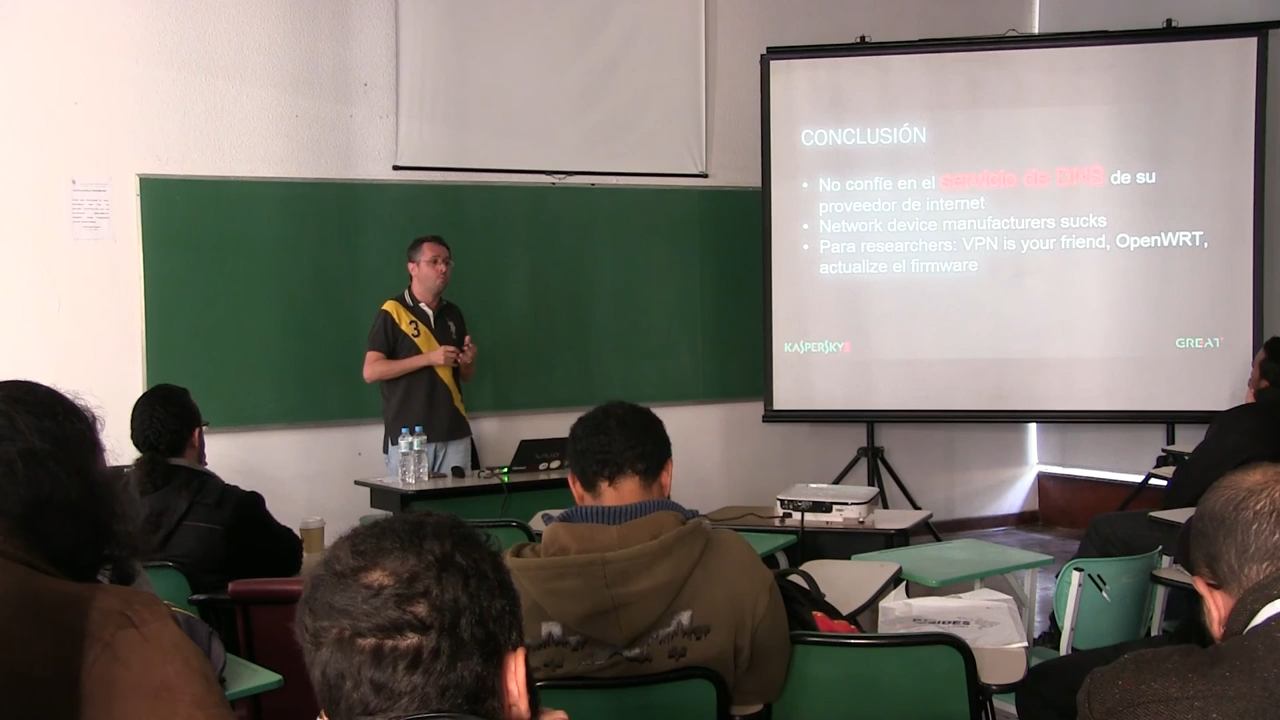 CONCLUSIÓN
• No confíe en el servicio de DNS de su
proveedor de internet
• Network device manufacturers sucks
• Para researchers: VPN is your friend, OpenWRT,
actualize el firmware
KASPERSKY
GREAT
3
VAIO